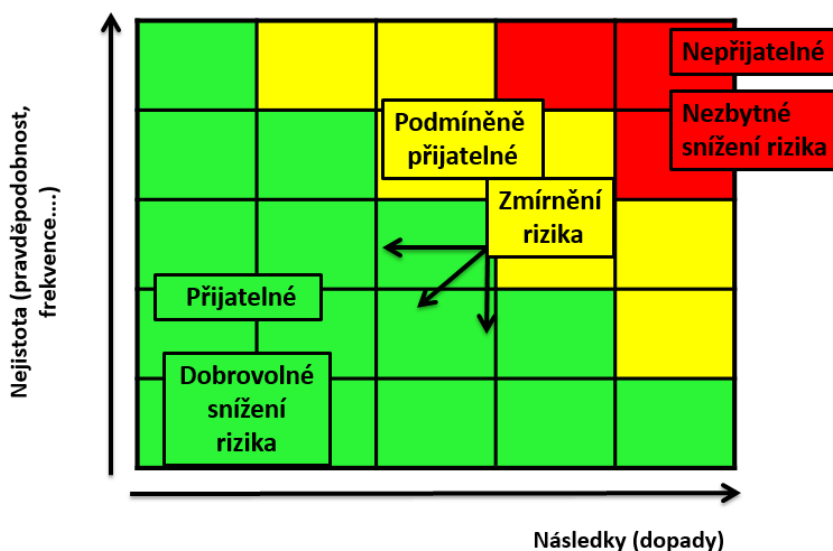 Nejistota (pravděpodobnost,
frekvence....)
Nepřijatelné
Nezbytné
snížení rizika
Podmíněně
přijatelné
Zmírnění
rizika
Přijatelné
Dobrovolné
snížení
rizika
Následky (dopady)